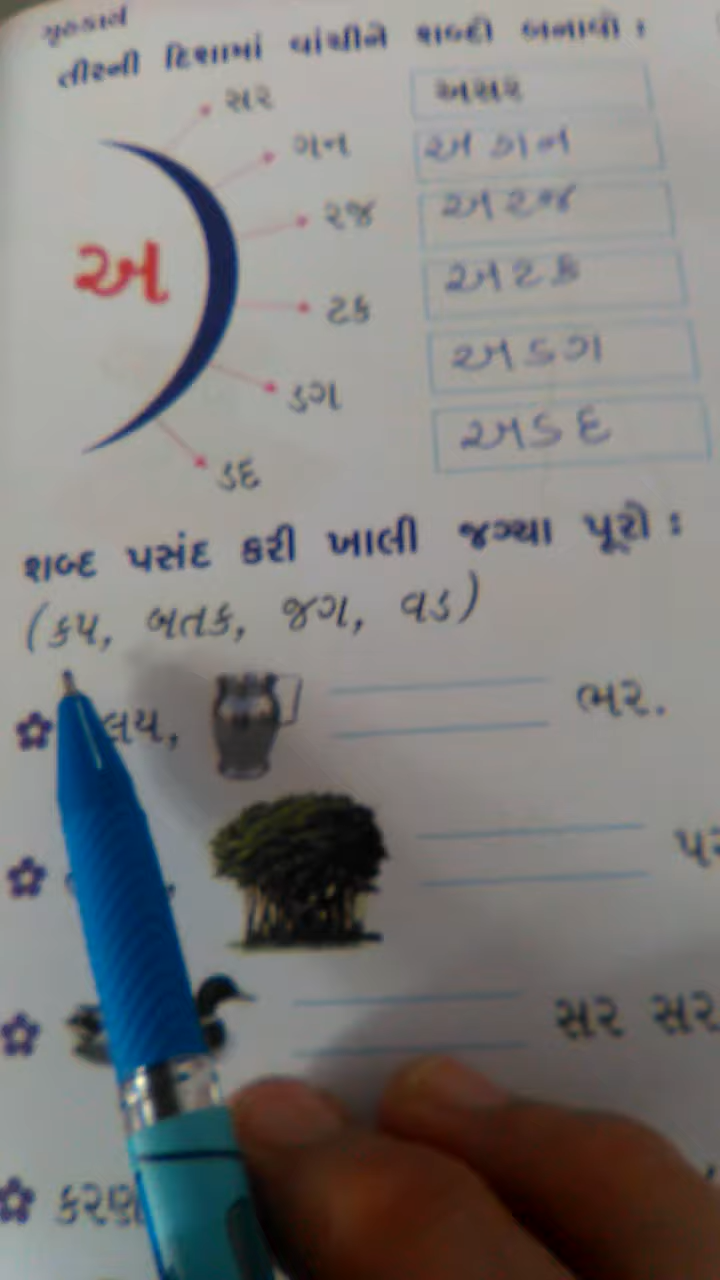 ગૃહકાર્ય
તીરની દિશામાં વાંચીને શબ્દો બનાવો :
અ
સર અસર
ગન અગન
રજ અરજ
ટક અટક
ડગ અડગ
ડદ અડદ
શબ્દ પસંદ કરી ખાલી જગ્યા પૂરો :
(કપ, બતક, જગ, વડ)
ભર.
સર સર